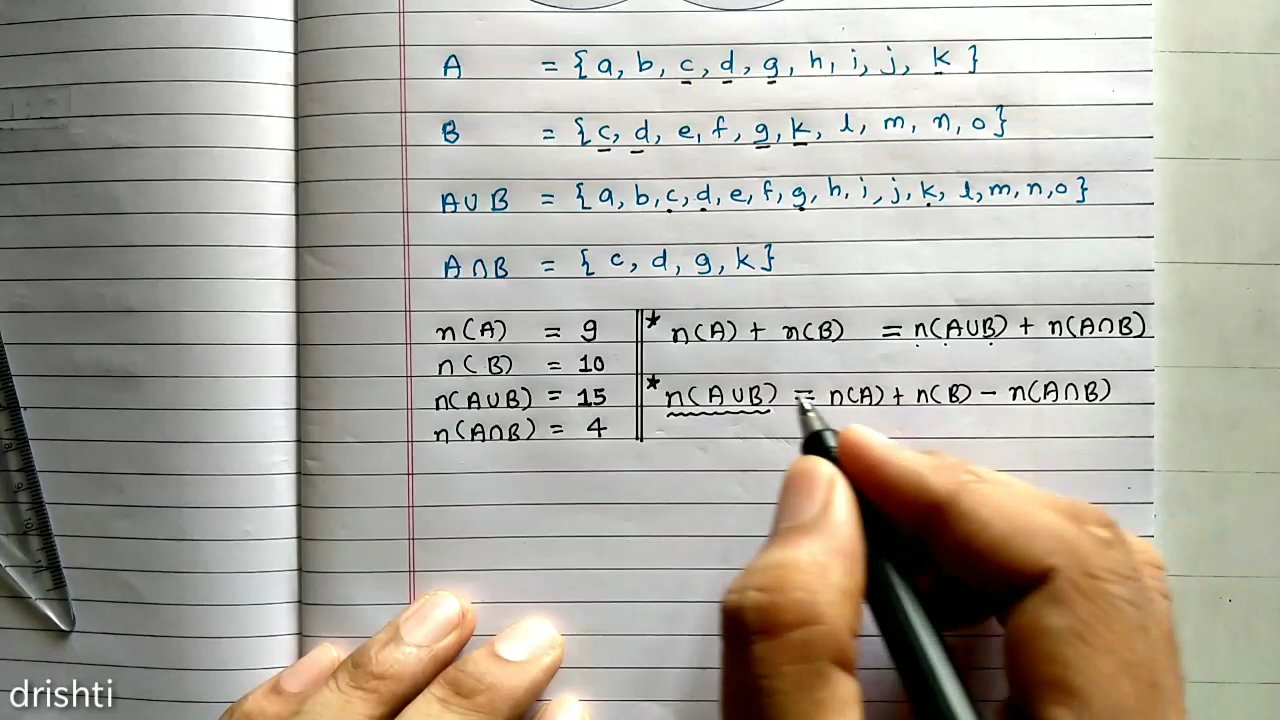 A = { a, b, c, d, g, h, i, j, k }
B = { c, d, e, f, g, k, l, m, n, o }
A∪B = { a, b, c, d, e, f, g, h, i, j, k, l, m, n, o }
A∩B = { c, d, g, k }
n(A) = 9
n(B) = 10
n(A∪B) = 15
n(A∩B) = 4
* n(A) + n(B) = n(A∪B) + n(A∩B)
* n(A∪B) = n(A) + n(B) - n(A∩B)
drishti